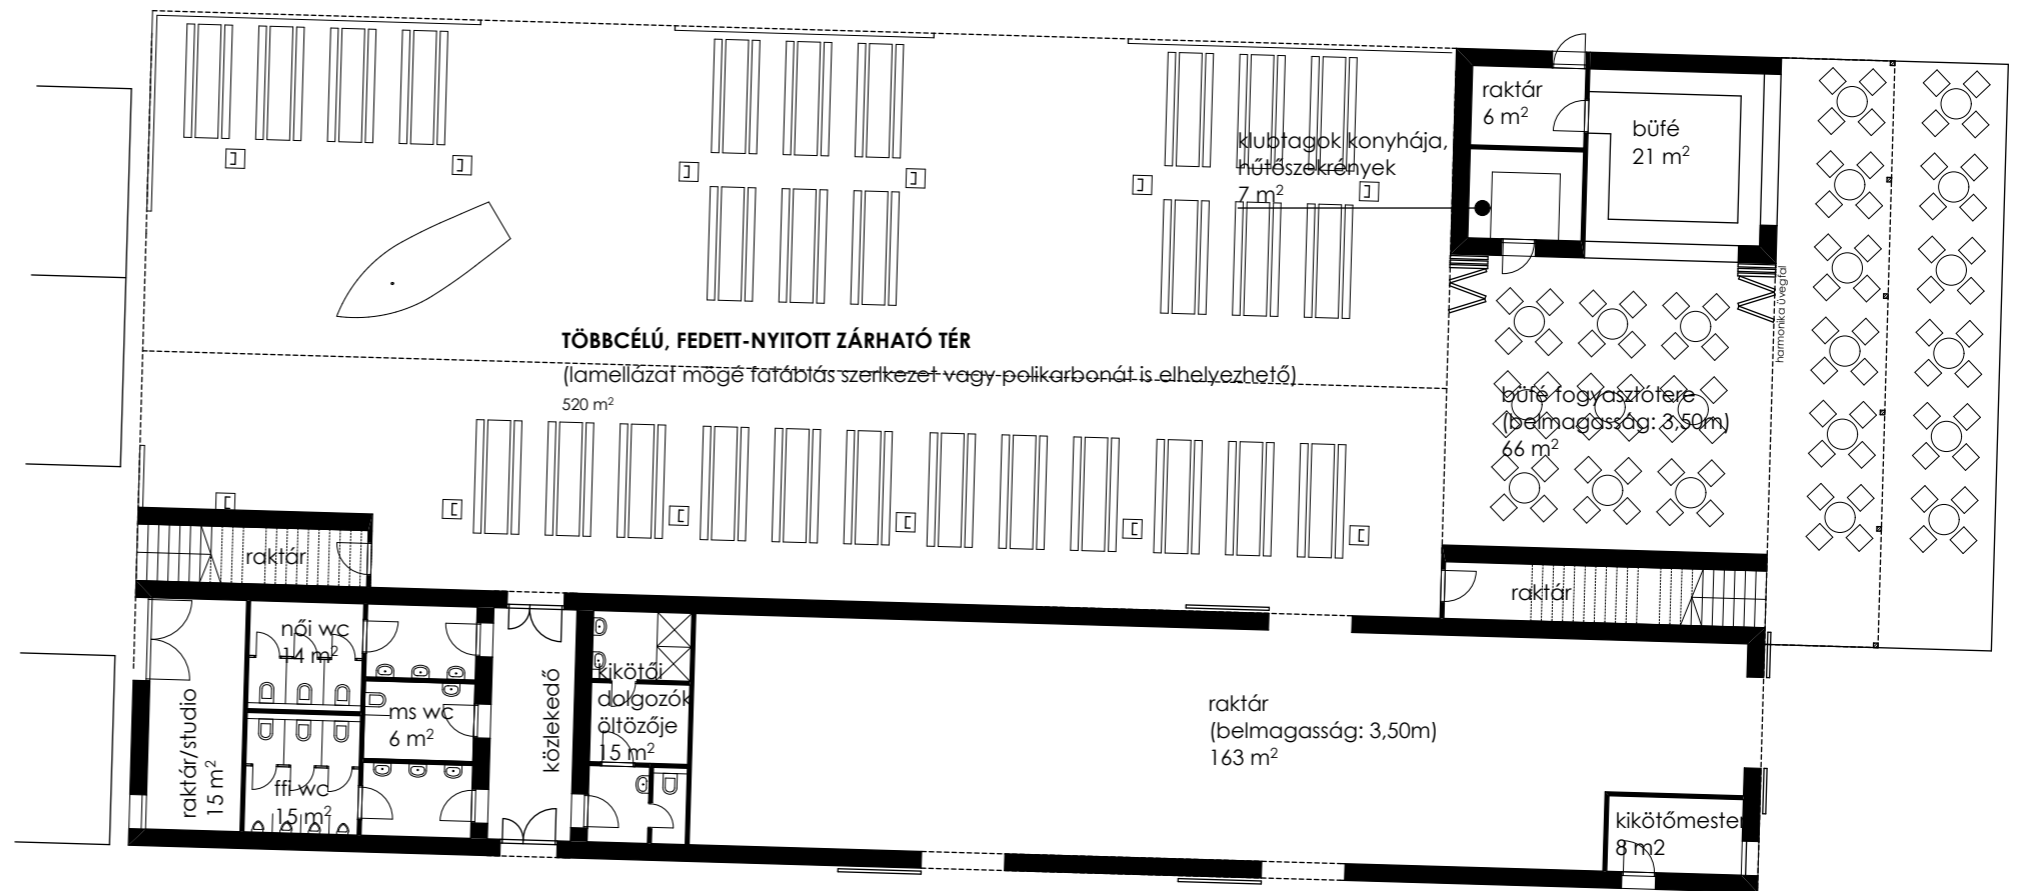 raktár
6 m²
büfé
21 m²
klubtagok konyhája,
hűtőszekrények
7 m²
harmonika üvegfal
TÖBBCÉLÚ, FEDETT-NYITOTT ZÁRHATÓ TÉR
(lamellázat mögé fatáblás szerkezet vagy polikarbonát is elhelyezhető)
520 m²
büfé fogyasztótere
(belmagasság: 3,50m)
66 m²
raktár
raktár
női wc
14 m²
raktár/studio
15 m²
ms wc
6 m²
ffi wc
15 m²
közlekedő
kikötői
dolgozók
öltözője
15 m²
raktár
(belmagasság: 3,50m)
163 m²
kikötőmester
8 m2